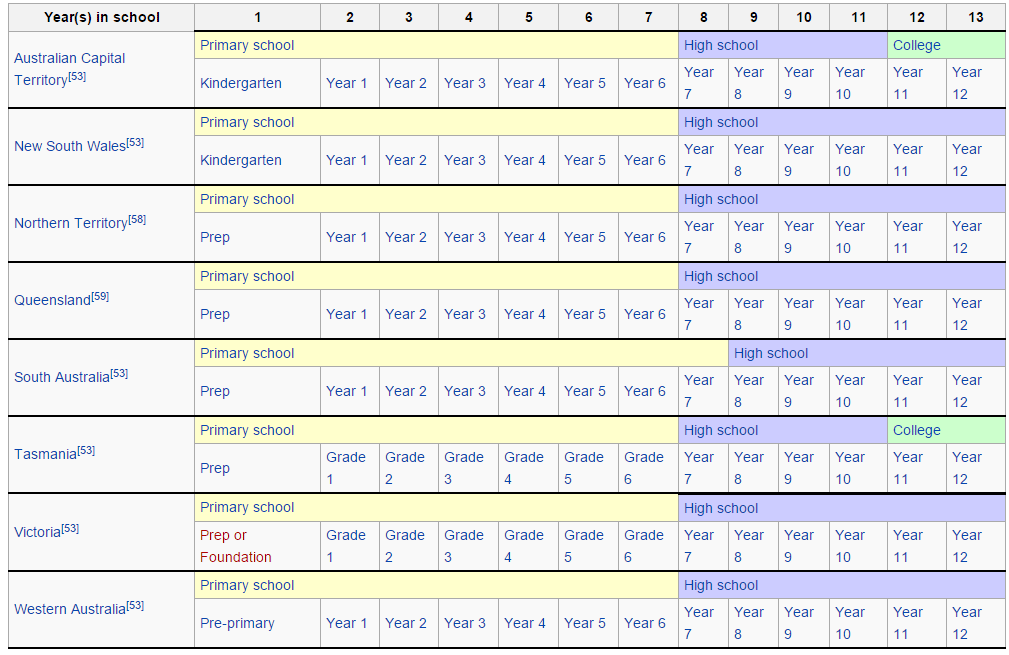 Year(s) in school 1 2 3 4 5 6 7 8 9 10 11 12 13
Australian Capital Territory[53]
Primary school High school College
Kindergarten Year 1 Year 2 Year 3 Year 4 Year 5 Year 6 Year 7 Year 8 Year 9 Year 10 Year 11 Year 12
New South Wales[53]
Primary school High school
Kindergarten Year 1 Year 2 Year 3 Year 4 Year 5 Year 6 Year 7 Year 8 Year 9 Year 10 Year 11 Year 12
Northern Territory[58]
Primary school High school
Prep Year 1 Year 2 Year 3 Year 4 Year 5 Year 6 Year 7 Year 8 Year 9 Year 10 Year 11 Year 12
Queensland[59]
Primary school High school
Prep Year 1 Year 2 Year 3 Year 4 Year 5 Year 6 Year 7 Year 8 Year 9 Year 10 Year 11 Year 12
South Australia[53]
Primary school High school
Prep Year 1 Year 2 Year 3 Year 4 Year 5 Year 6 Year 7 Year 8 Year 9 Year 10 Year 11 Year 12
Tasmania[53]
Primary school High school College
Prep Grade 1 Grade 2 Grade 3 Grade 4 Grade 5 Grade 6 Year 7 Year 8 Year 9 Year 10 Year 11 Year 12
Victoria[53]
Primary school High school
Prep or Foundation Grade 1 Grade 2 Grade 3 Grade 4 Grade 5 Grade 6 Year 7 Year 8 Year 9 Year 10 Year 11 Year 12
Western Australia[53]
Primary school High school
Pre-primary Year 1 Year 2 Year 3 Year 4 Year 5 Year 6 Year 7 Year 8 Year 9 Year 10 Year 11 Year 12